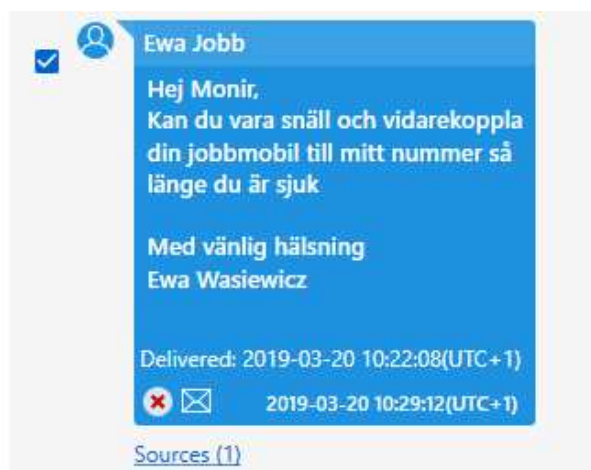 Ewa Jobb
Hej Monir,
Kan du vara snäll och vidarekoppla
din jobbmobil till mitt nummer så
länge du är sjuk
Med vänlig hälsning
Ewa Wasiewicz
Delivered: 2019-03-20 10:22:08(UTC+1)
2019-03-20 10:29:12(UTC+1)
Sources (1)